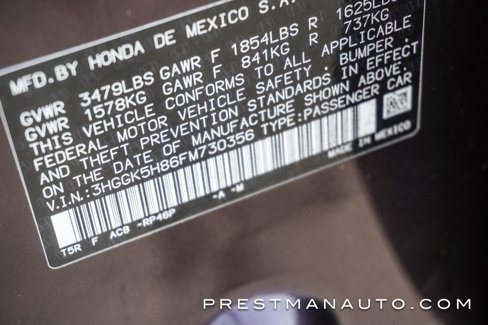 MFD. BY HONDA DE MEXICO S.A.
GVWR 3479LBS GAWR F 1854LBS R 1625LBS
GVWR 1578KG GAWR F 841KG R 737KG
THIS VEHICLE CONFORMS TO ALL APPLICABLE
FEDERAL MOTOR VEHICLE SAFETY, BUMPER,
AND THEFT PREVENTION STANDARDS IN EFFECT
ON THE DATE OF MANUFACTURE SHOWN ABOVE.
V.I.N.:3HGGK5H86FM730356 TYPE:PASSENGER CAR
T5R F AC8 -RP46P -A -M
MADE IN MEXICO
PRESTMANAUTO.COM